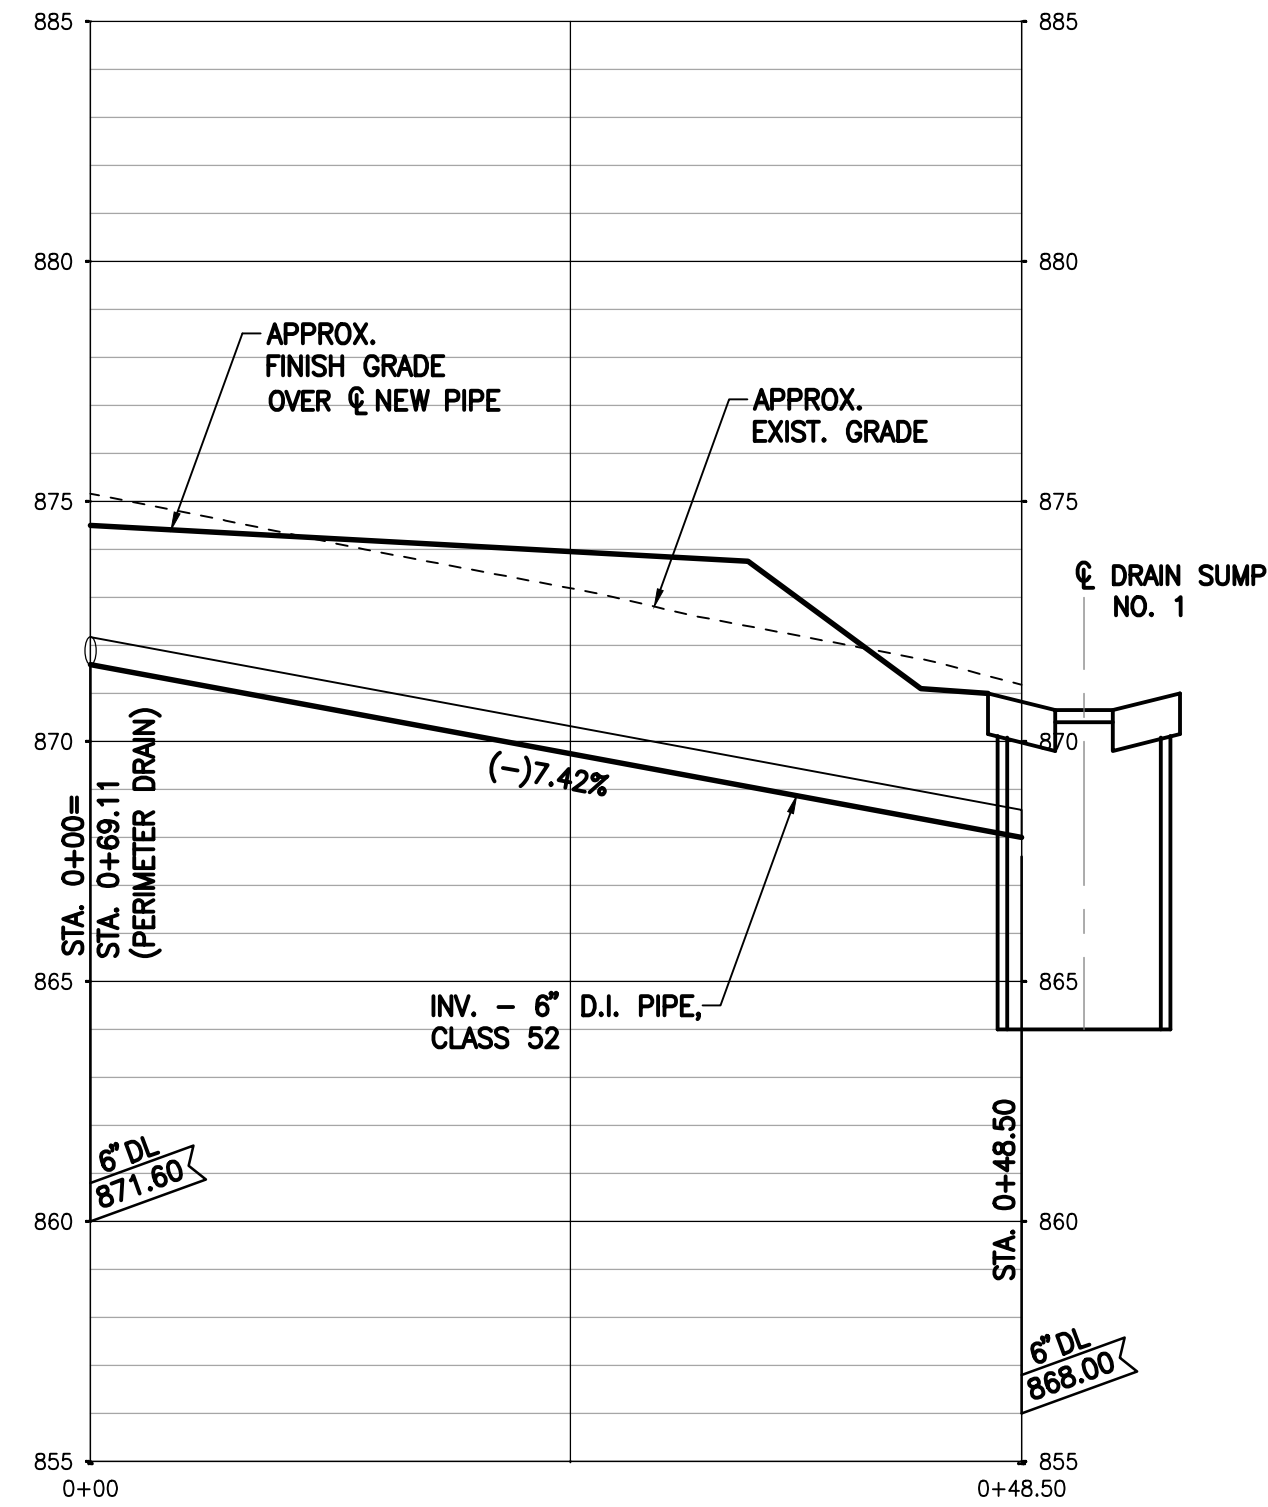 885
885
880
880
APPROX.
FINISH GRADE
OVER ℄ NEW PIPE
APPROX.
EXIST. GRADE
875
875
℄ DRAIN SUMP
NO. 1
870
870
(-)7.42%
STA. 0+00=
STA. 0+69.11
(PERIMETER DRAIN)
865
865
INV. - 6" D.I. PIPE,
CLASS 52
STA. 0+48.50
6" DL
871.60
860
860
6" DL
868.00
855
855
0+00
0+48.50